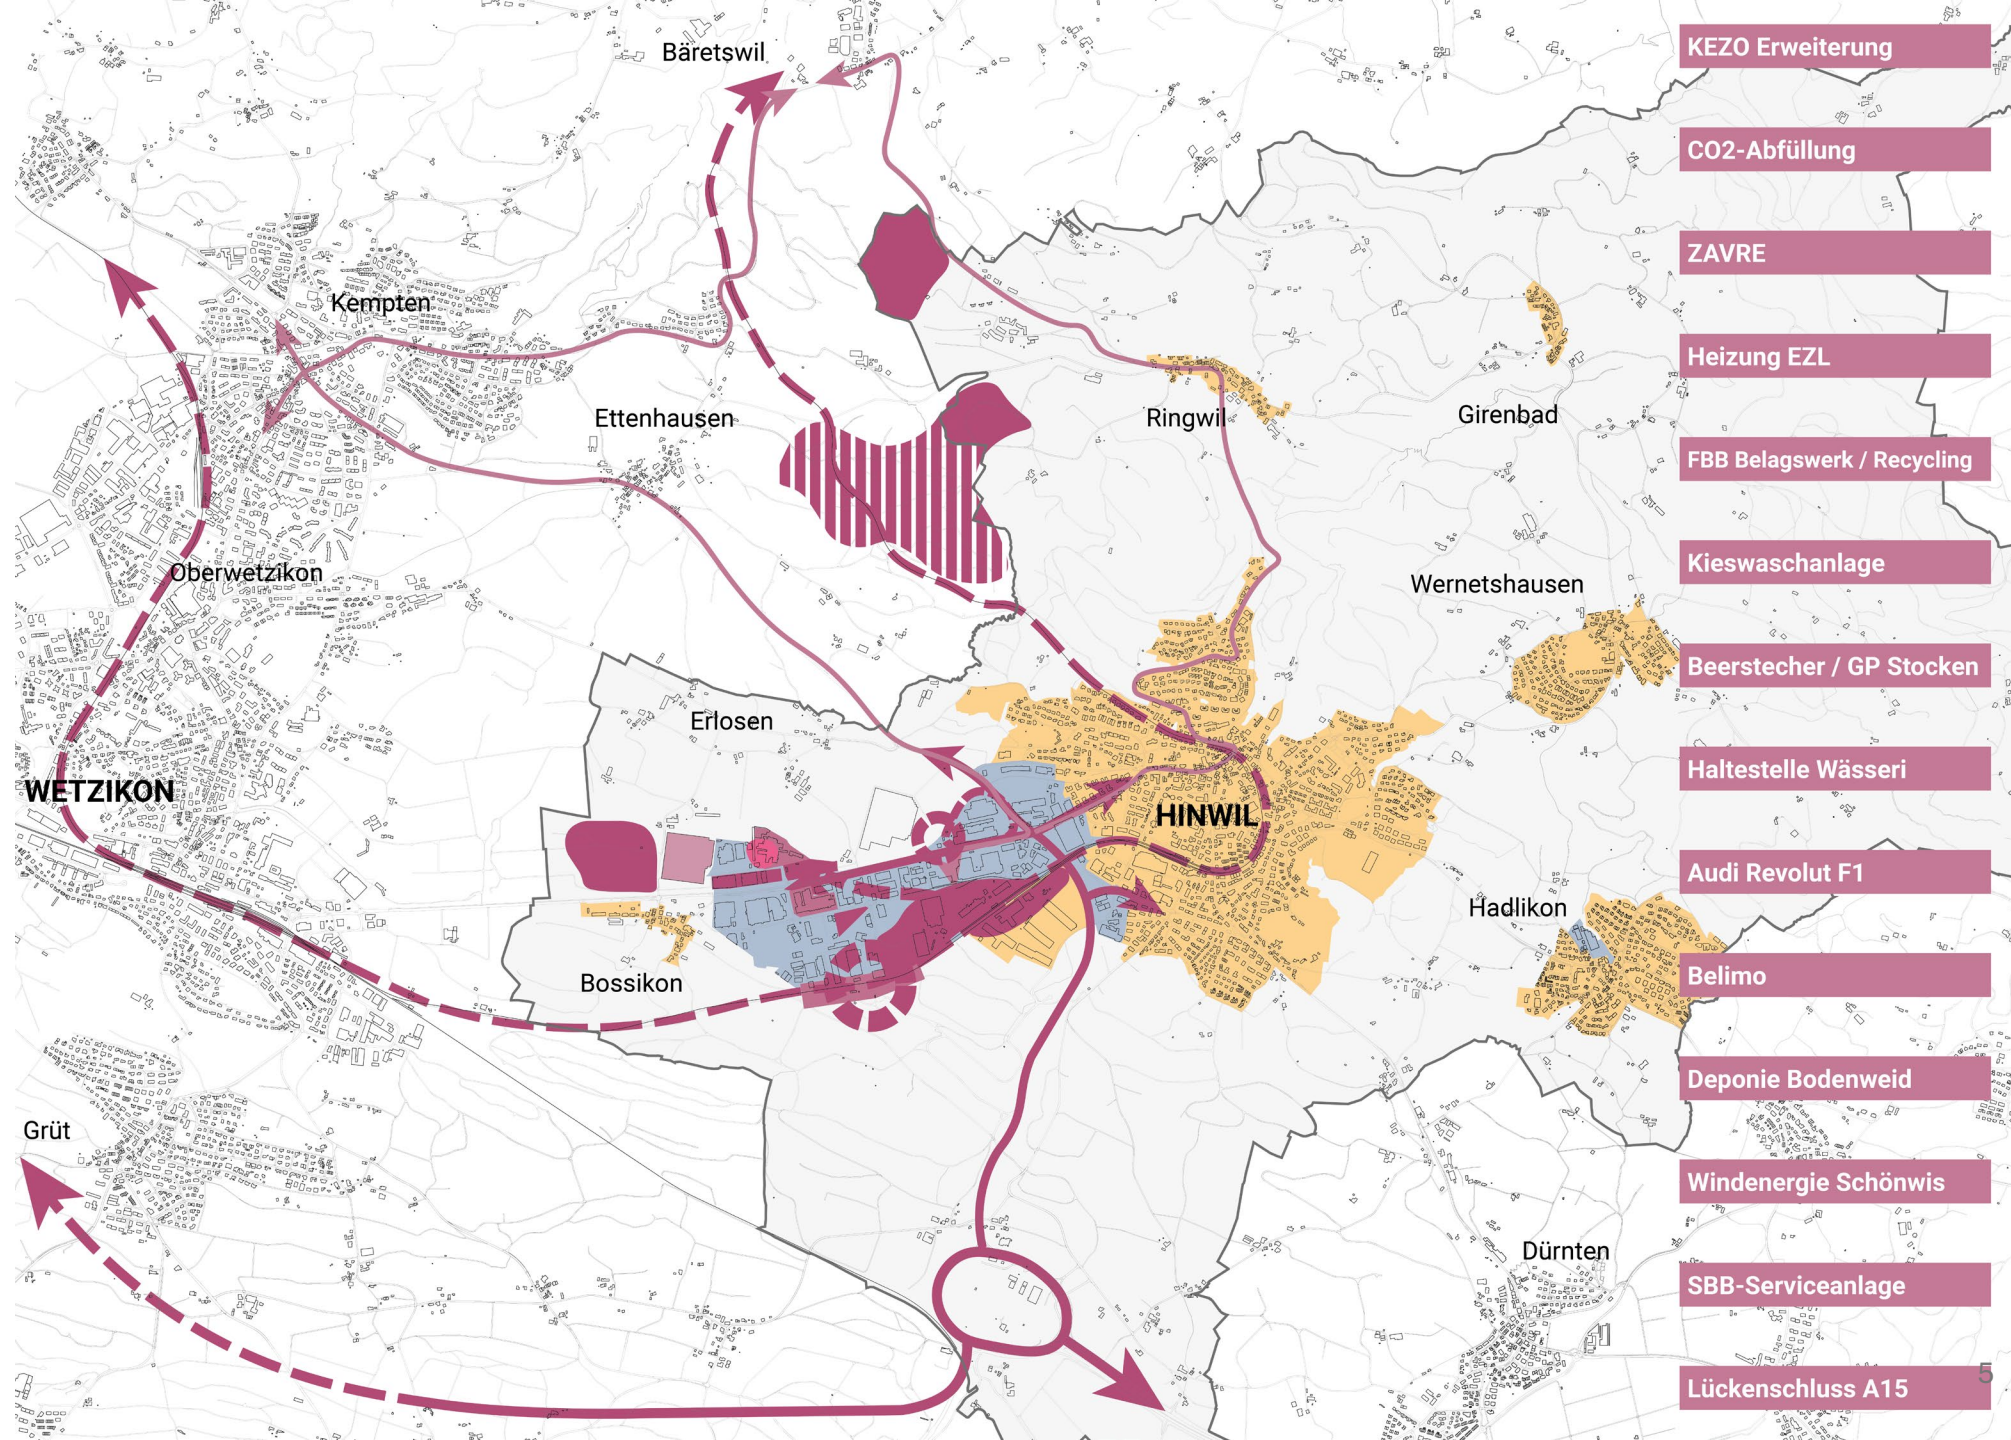 Bäretswil
Kempten
Ettenhausen
Ringwil
Girenbad
Oberwetzikon
Wernetshausen
Erlosen
WETZIKON
HINWIL
Hadlikon
Bossikon
Grüt
Dürnten
KEZO Erweiterung
CO2-Abfüllung
ZAVRE
Heizung EZL
FBB Belagswerk / Recycling
Kieswaschanlage
Beerstecher / GP Stocken
Haltestelle Wässeri
Audi Revolut F1
Belimo
Deponie Bodenweid
Windenergie Schönwis
SBB-Serviceanlage
Lückenschluss A15
5